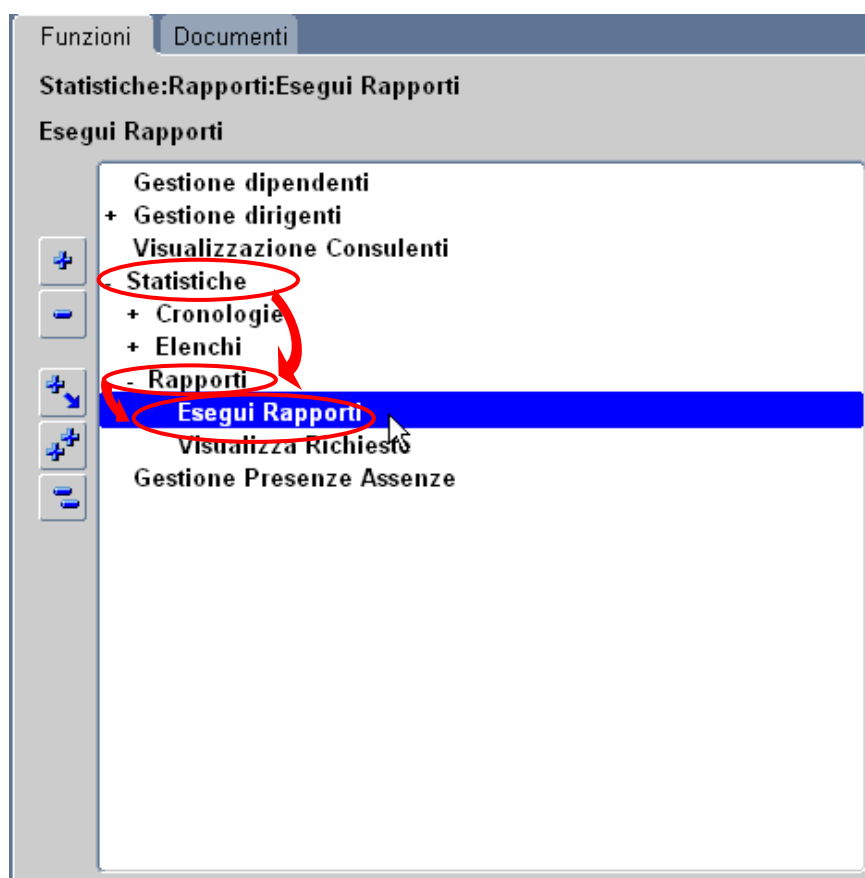 Funzioni Documenti
Statistiche:Rapporti:Esegui Rapporti
Esegui Rapporti
Gestione dipendenti
+ Gestione dirigenti
Visualizzazione Consulenti
- Statistiche
+ Cronologie
+ Elenchi
- Rapporti
Esegui Rapporti
Visualizza Richieste
Gestione Presenze Assenze